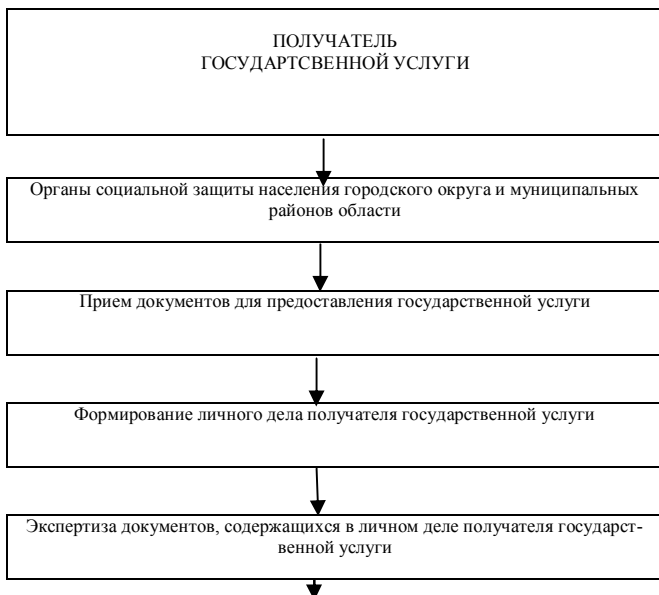 ПОЛУЧАТЕЛЬ
ГОСУДАРТСВЕННОЙ УСЛУГИ
Органы социальной защиты населения городского округа и муниципальных
районов области
Прием документов для предоставления государственной услуги
Формирование личного дела получателя государственной услуги
Экспертиза документов, содержащихся в личном деле получателя государст-
венной услуги